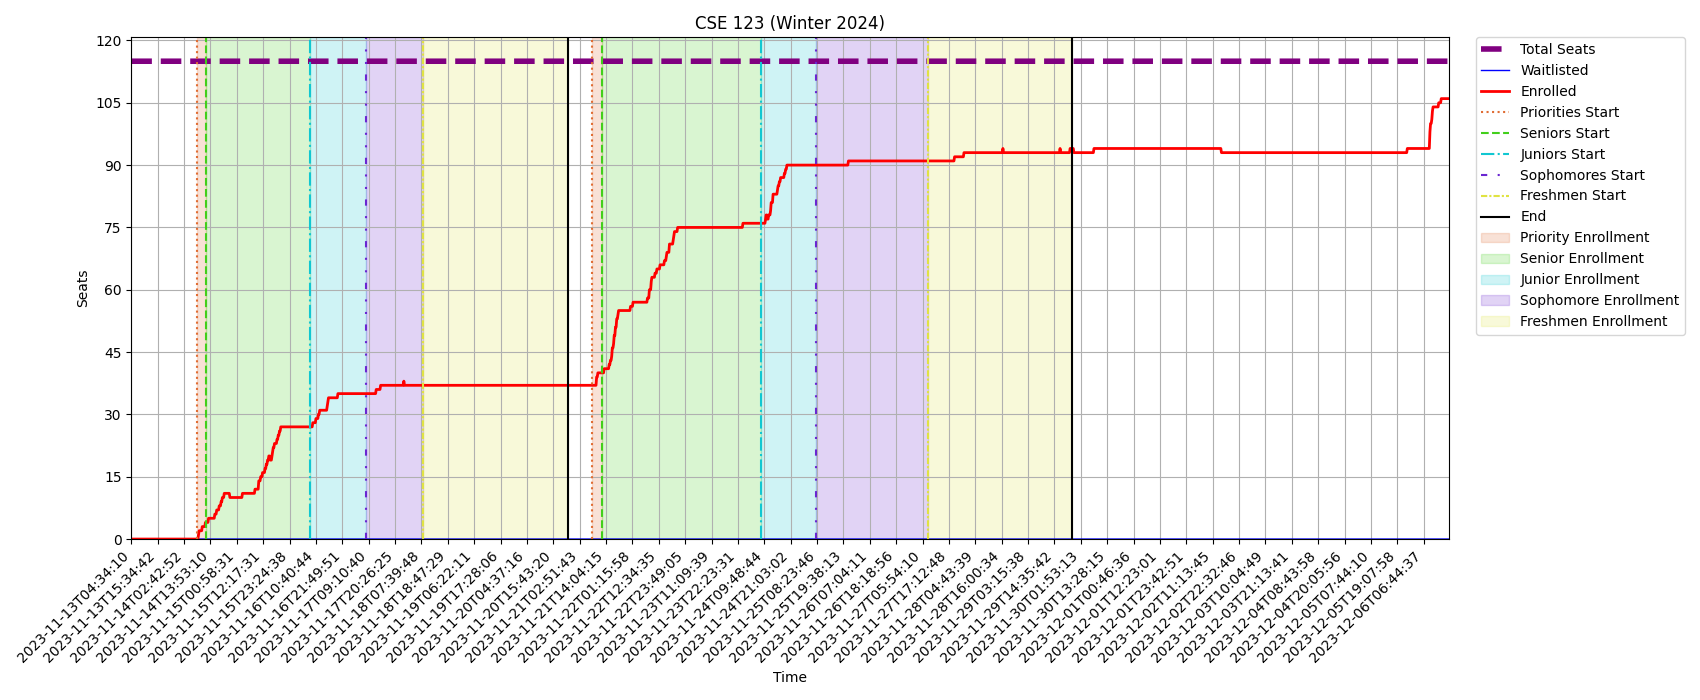 CSE 123 (Winter 2024)
120
105
90
75
60
45
30
15
0
Seats
2023-11-13T04:34:10
2023-11-13T15:34:42
2023-11-14T02:42:52
2023-11-14T13:53:10
2023-11-15T00:58:31
2023-11-15T12:17:31
2023-11-15T23:24:38
2023-11-16T10:40:44
2023-11-16T21:49:51
2023-11-17T09:10:40
2023-11-17T20:26:25
2023-11-18T07:39:48
2023-11-18T18:47:29
2023-11-19T06:22:11
2023-11-19T17:28:06
2023-11-20T04:37:16
2023-11-20T15:43:20
2023-11-21T02:51:43
2023-11-21T14:04:15
2023-11-22T01:15:58
2023-11-22T12:34:35
2023-11-22T23:49:05
2023-11-23T11:09:39
2023-11-23T22:23:31
2023-11-24T09:48:44
2023-11-24T21:03:02
2023-11-25T08:23:46
2023-11-25T19:38:13
2023-11-26T07:04:11
2023-11-26T18:18:56
2023-11-27T05:54:10
2023-11-27T17:12:48
2023-11-28T04:43:39
2023-11-28T16:00:34
2023-11-29T03:15:38
2023-11-29T14:35:42
2023-11-30T01:53:13
2023-11-30T13:28:15
2023-12-01T00:46:36
2023-12-01T12:23:01
2023-12-01T23:42:51
2023-12-02T11:13:45
2023-12-02T22:32:46
2023-12-03T10:04:49
2023-12-03T21:13:41
2023-12-04T08:43:58
2023-12-04T20:05:56
2023-12-05T07:44:10
2023-12-05T19:07:58
2023-12-06T06:44:37
Time
Total Seats
Waitlisted
Enrolled
Priorities Start
Seniors Start
Juniors Start
Sophomores Start
Freshmen Start
End
Priority Enrollment
Senior Enrollment
Junior Enrollment
Sophomore Enrollment
Freshmen Enrollment